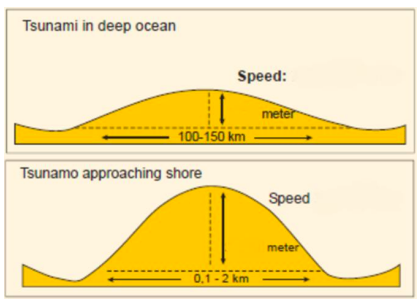 Tsunami in deep ocean
Speed:
meter
100-150 km
Tsunamo approaching shore
Speed
meter
0,1 - 2 km